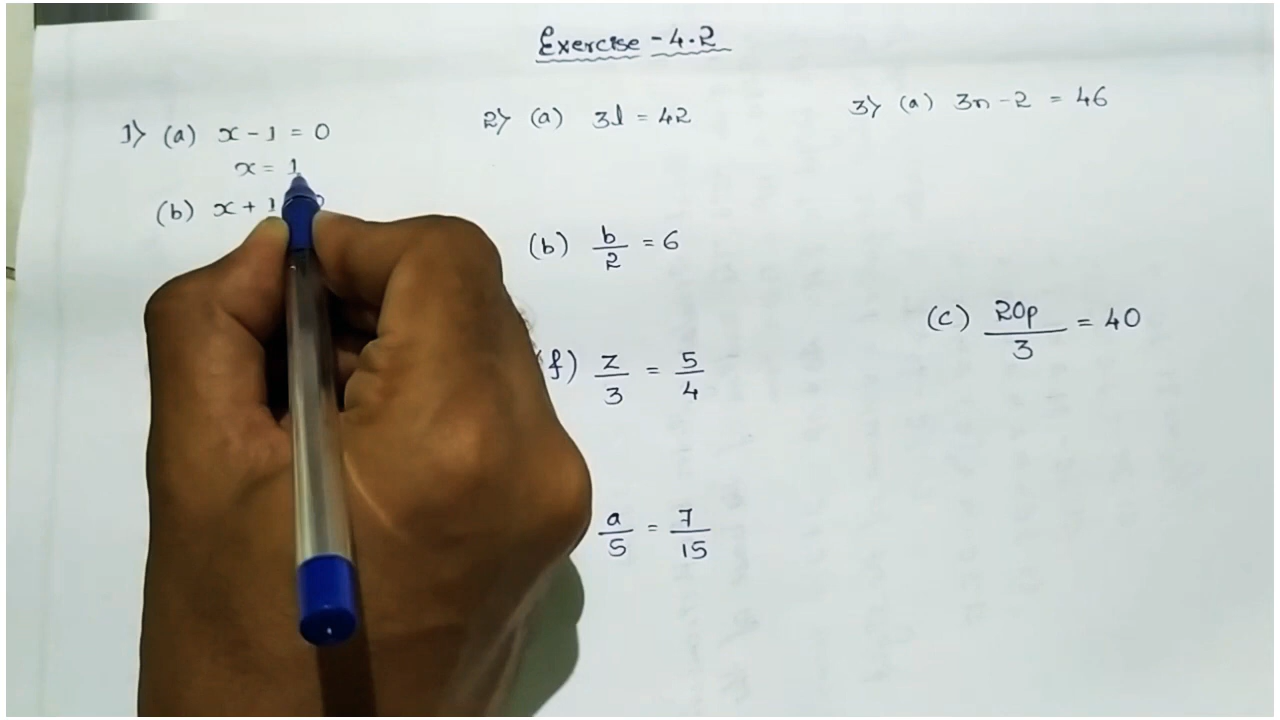 Exercise - 4.2
1) (a) x - 1 = 0
x = 1
(b) x + 1
2) (a) 3l = 42
(b) b/2 = 6
(f) z/3 = 5/4
a/5 = 7/15
3) (a) 3n - 2 = 46
(c) 20p/3 = 40